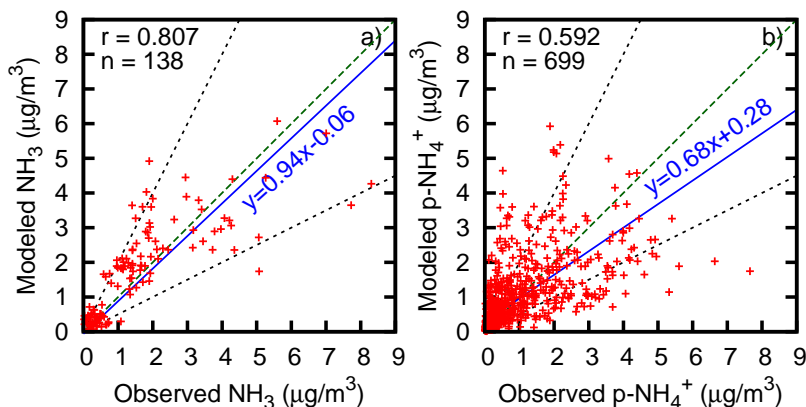 r = 0.807
n = 138
a)
y=0.94x-0.06
Modeled NH₃ (μg/m³)
0 1 2 3 4 5 6 7 8 9
0 1 2 3 4 5 6 7 8 9
Observed NH₃ (μg/m³)
r = 0.592
n = 699
b)
y=0.68x+0.28
Modeled p-NH₄⁺ (μg/m³)
0 1 2 3 4 5 6 7 8 9
0 1 2 3 4 5 6 7 8 9
Observed p-NH₄⁺ (μg/m³)